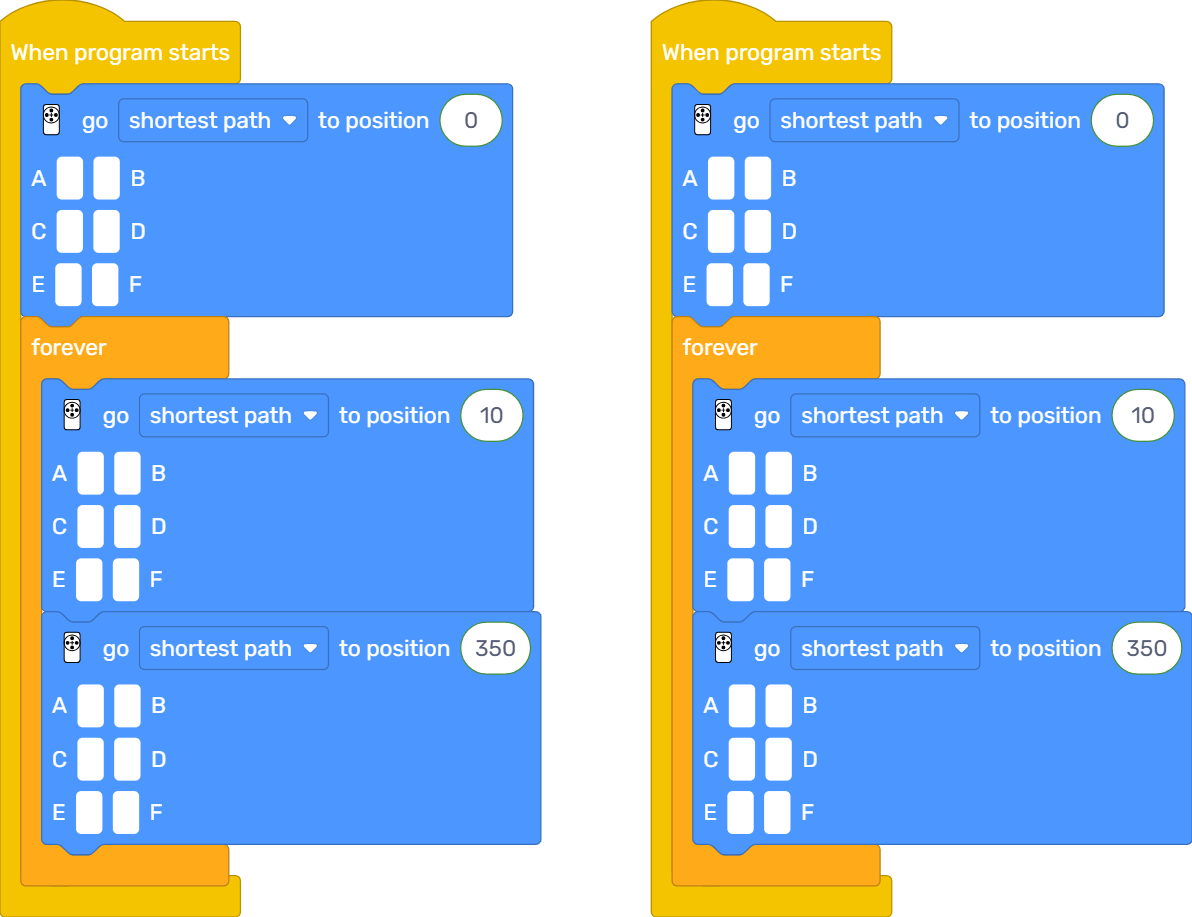 When program starts
go shortest path to position 0
A B
C D
E F
forever
go shortest path to position 10
A B
C D
E F
go shortest path to position 350
A B
C D
E F
When program starts
go shortest path to position 0
A B
C D
E F
forever
go shortest path to position 10
A B
C D
E F
go shortest path to position 350
A B
C D
E F